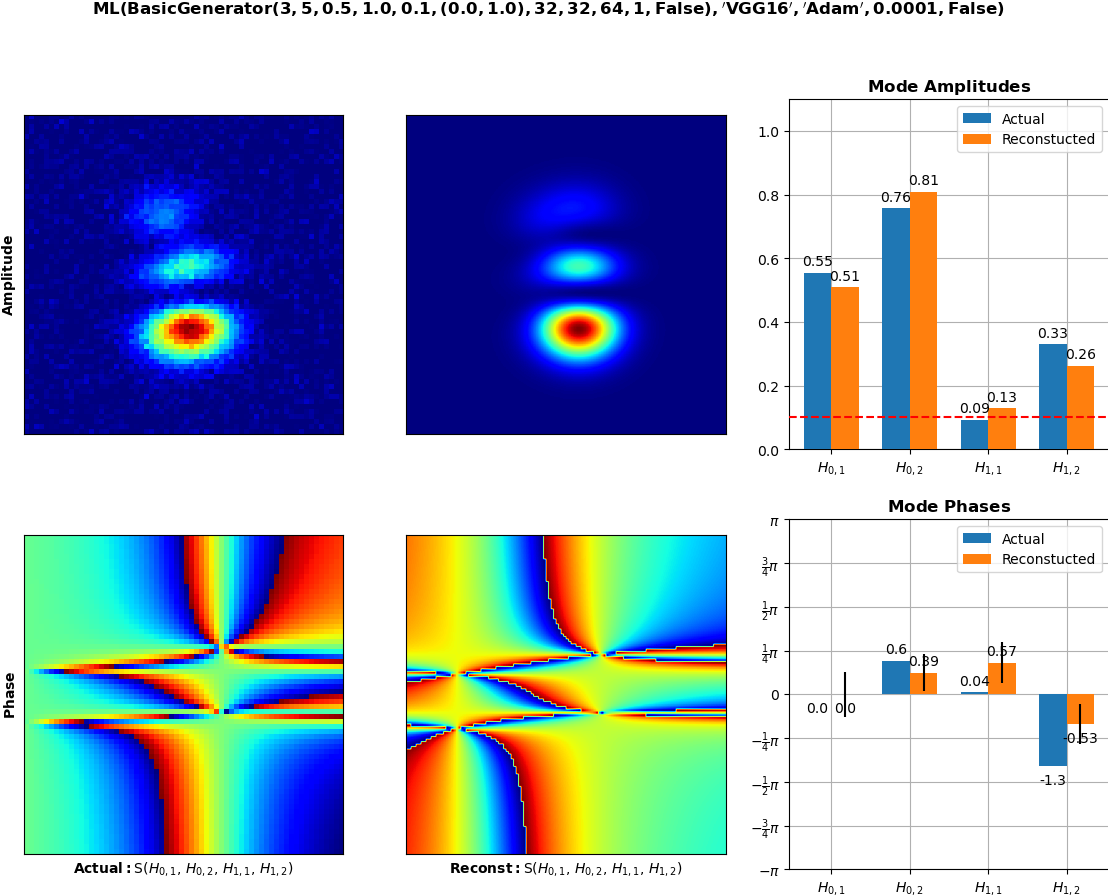 ML(BasicGenerator(3, 5, 0.5, 1.0, 0.1, (0.0, 1.0), 32, 32, 64, 1, False), ′VGG16′, ′Adam′, 0.0001, False)
Amplitude
Mode Amplitudes
Actual
Reconstucted
1.0
0.8
0.6
0.4
0.2
0.0
0.55
0.51
0.76
0.81
0.09
0.13
0.33
0.26
H0,1
H0,2
H1,1
H1,2
Phase
Actual: S(H0,1, H0,2, H1,1, H1,2)
Reconst: S(H0,1, H0,2, H1,1, H1,2)
Mode Phases
Actual
Reconstucted
π
3/4π
1/2π
1/4π
0
−1/4π
−1/2π
−3/4π
−π
0.0
0.0
0.6
0.39
0.04
0.57
-1.3
-0.53
H0,1
H0,2
H1,1
H1,2